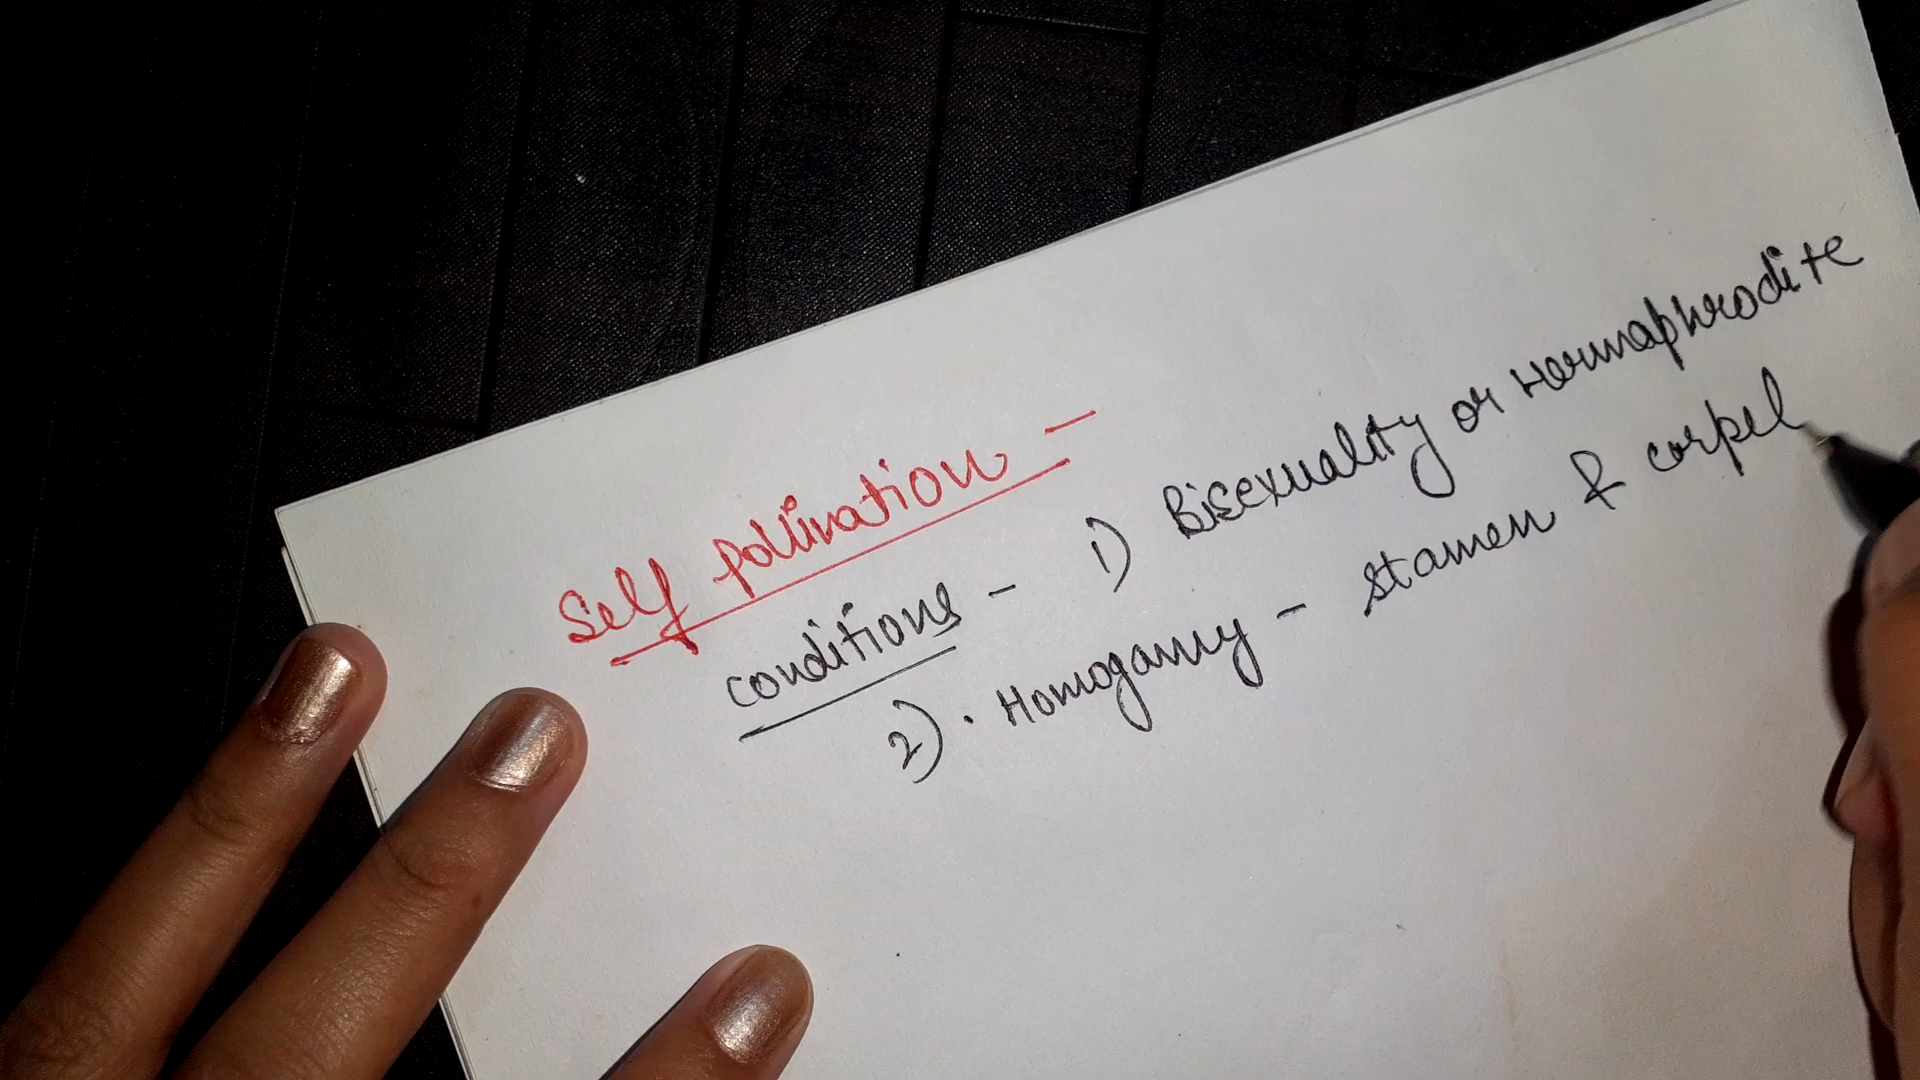 Self pollination -
conditions - 1) Bisexuality or Hermaphrodite
2). Homogamy - stamen & carpel